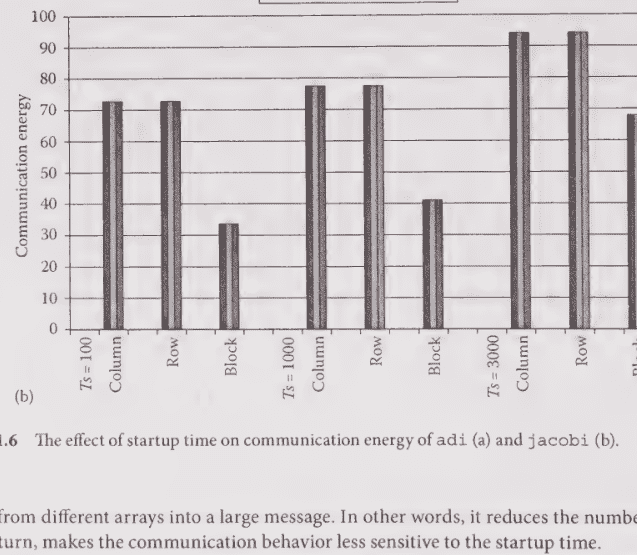 100
90
80
70
60
50
40
30
20
10
0
Communication energy
Ts = 100
Column
Row
Block
Ts = 1000
Column
Row
Block
Ts = 3000
Column
Row
(b)
1.6 The effect of startup time on communication energy of adi (a) and jacobi (b).
from different arrays into a large message. In other words, it reduces the numbe
turn, makes the communication behavior less sensitive to the startup time.